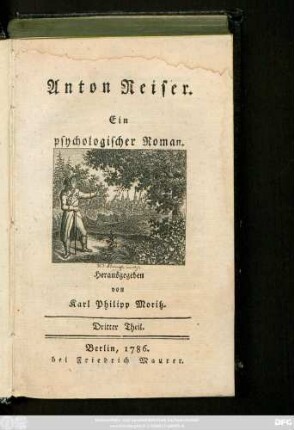 Anton Reiser.
Ein
psychologischer Roman.
Herausgegeben
von
Karl Philipp Moritz.
Dritter Theil.
Berlin, 1786.
bei Friedrich Maurer.